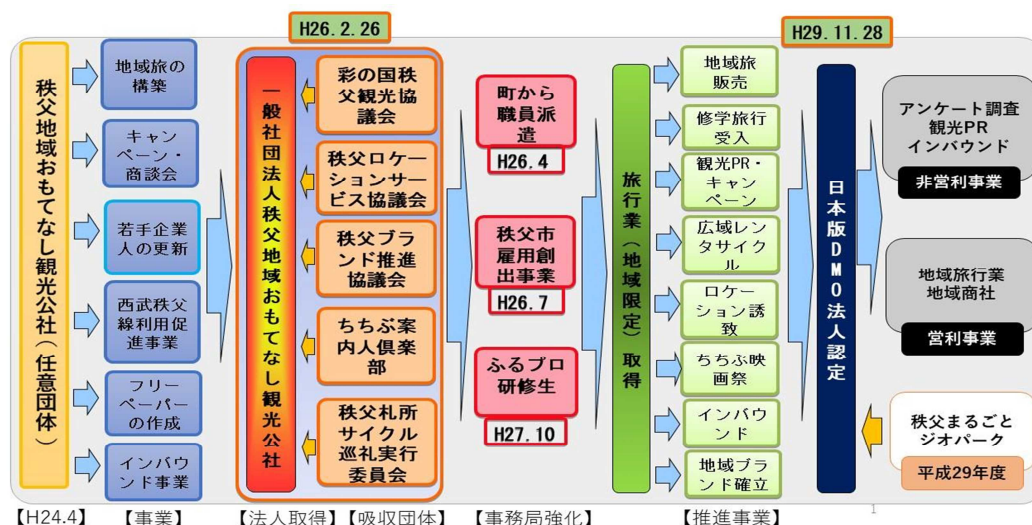 H26.2.26
H29.11.28
秩父地域おもてなし観光公社(任意団体)
地域旅の
構築
キャン
ペーン・
商談会
若手企業
人の更新
西武秩父
線利用促
進事業
フリー
ペーパー
の作成
インバウ
ンド事業
一般社団法人秩父地域おもてなし観光公社
彩の国秩
父観光協
議会
秩父ロケー
ションサー
ビス協議会
秩父ブラ
ンド推進
協議会
ちちぶ案
内人倶楽
部
秩父札所
サイクル
巡礼実行
委員会
町から
職員派
遣
H26.4
秩父市
雇用創
出事業
H26.7
ふるプロ
研修生
H27.10
旅行業(地域限定)取得
地域旅
販売
修学旅行
受入
観光PR・
キャン
ペーン
広域レン
タサイク
ル
ロケー
ション誘
致
ちちぶ映
画祭
インバウ
ンド
地域ブラ
ンド確立
日本版DMO法人認定
アンケート調査
観光PR
インバウンド
非営利事業
地域旅行業
地域商社
営利事業
秩父まるごと
ジオパーク
平成29年度
【H24.4】 【事業】 【法人取得】【吸収団体】 【事務局強化】 【推進事業】
1